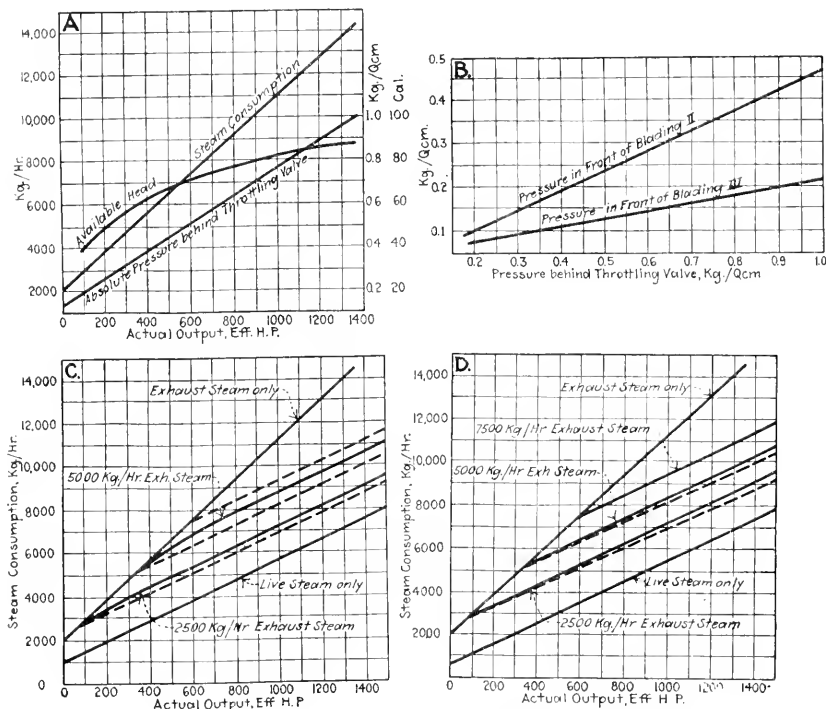 A
14,000
12,000
10,000
8000
6000
4000
2000
Kg./Hr.
0
200
400
600
800
1000
1200
1400
Actual Output, Eff. H.P.
Steam Consumption
Available Head
Absolute Pressure behind Throttling Valve
Kg./Qcm
Cal.
1.0 100
0.8 80
0.6 60
0.4 40
0.2 20
B.
0.5
0.4
0.3
0.2
0.1
Kg./Qcm.
Pressure in Front of Blading II
Pressure in Front of Blading IV
0.2
0.3
0.4
0.5
0.6
0.7
0.8
0.9
1.0
Pressure behind Throttling Valve, Kg./Qcm
C.
14,000
12,000
10,000
8000
6000
4000
2000
0
Steam Consumption, Kg/Hr.
Exhaust Steam only
5000 Kg/Hr Exh. Steam
Live Steam only
2500 Kg/Hr Exhaust Steam
0
200
400
600
800
1000
1200
1400
Actual Output, Eff H.P
D.
14,000
12,000
10,000
8000
6000
4000
2000
Steam Consumption, Kg./Hr.
Exhaust Steam only
7500 Kg/Hr Exhaust Steam
5000 Kg/Hr Exh Steam
Live Steam only
2500 Kg/Hr Exhaust Steam
0
200
400
600
800
1000
1200
1400
Actual Output, Eff H P.